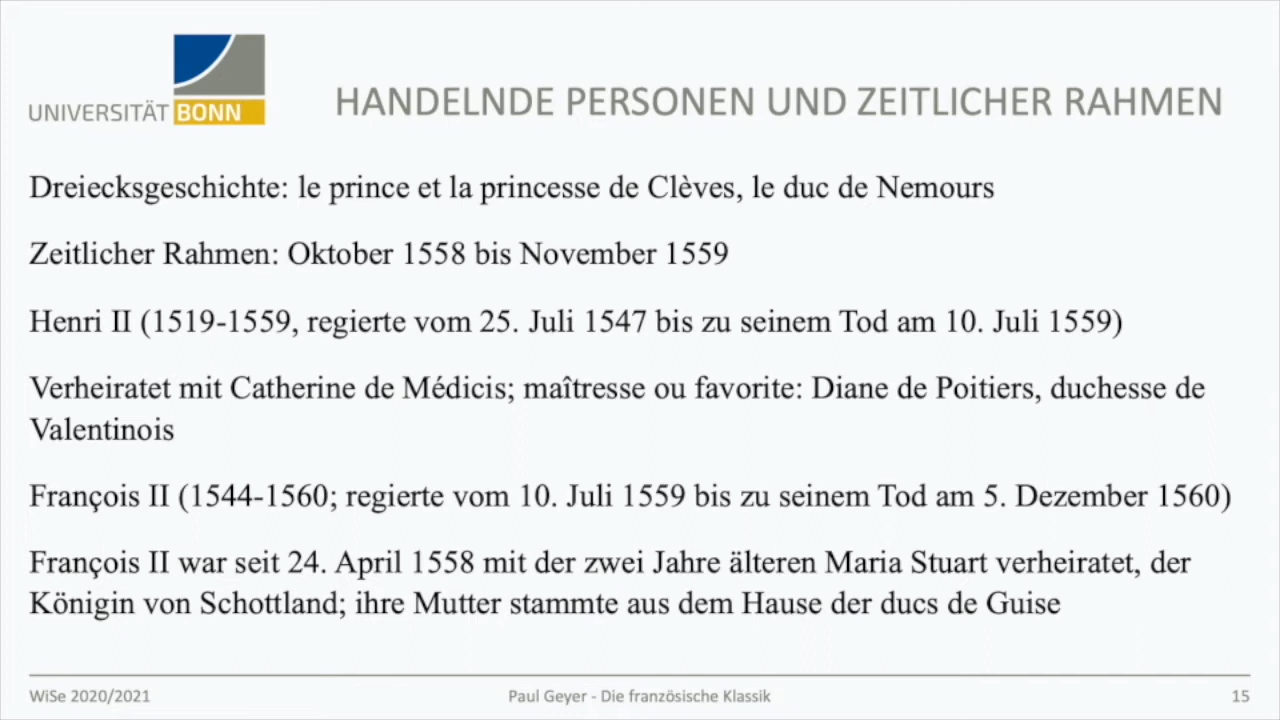 UNIVERSITÄT BONN
HANDELNDE PERSONEN UND ZEITLICHER RAHMEN
Dreiecksgeschichte: le prince et la princesse de Clèves, le duc de Nemours
Zeitlicher Rahmen: Oktober 1558 bis November 1559
Henri II (1519-1559, regierte vom 25. Juli 1547 bis zu seinem Tod am 10. Juli 1559)
Verheiratet mit Catherine de Médicis; maîtresse ou favorite: Diane de Poitiers, duchesse de
Valentinois
François II (1544-1560; regierte vom 10. Juli 1559 bis zu seinem Tod am 5. Dezember 1560)
François II war seit 24. April 1558 mit der zwei Jahre älteren Maria Stuart verheiratet, der
Königin von Schottland; ihre Mutter stammte aus dem Hause der ducs de Guise
WiSe 2020/2021
Paul Geyer - Die französische Klassik
15